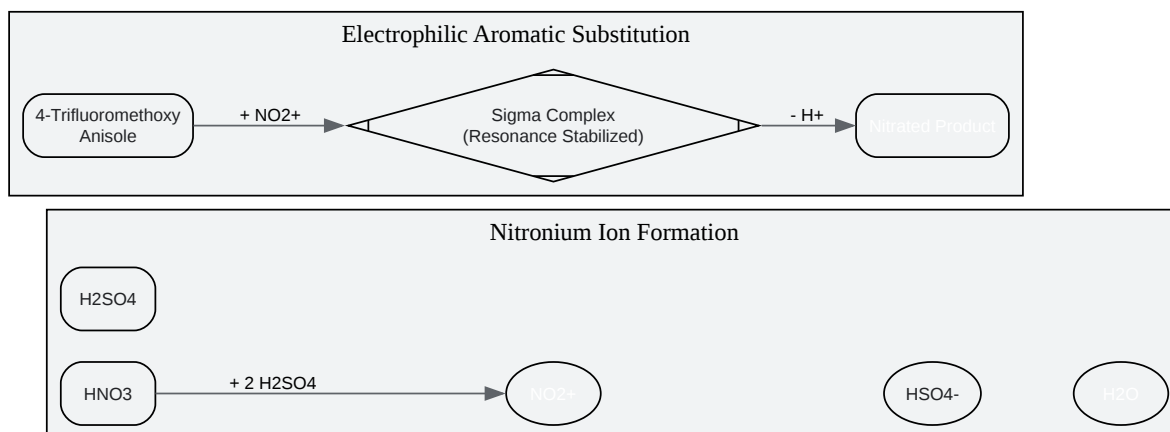 Electrophilic Aromatic Substitution
4-Trifluoromethoxy
Anisole
+ NO2+
Sigma Complex
(Resonance Stabilized)
- H+
Nitrated Product
Nitronium Ion Formation
H2SO4
HNO3
+ 2 H2SO4
NO2+
HSO4-
H2O